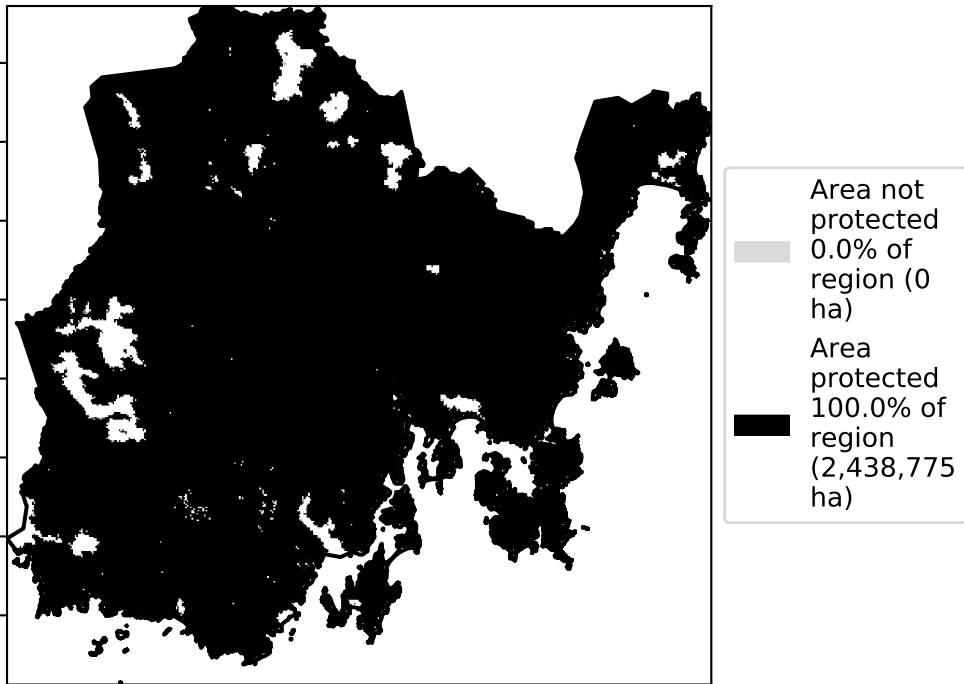 Area not
protected
0.0% of
region (0
ha)
Area
protected
100.0% of
region
(2,438,775
ha)